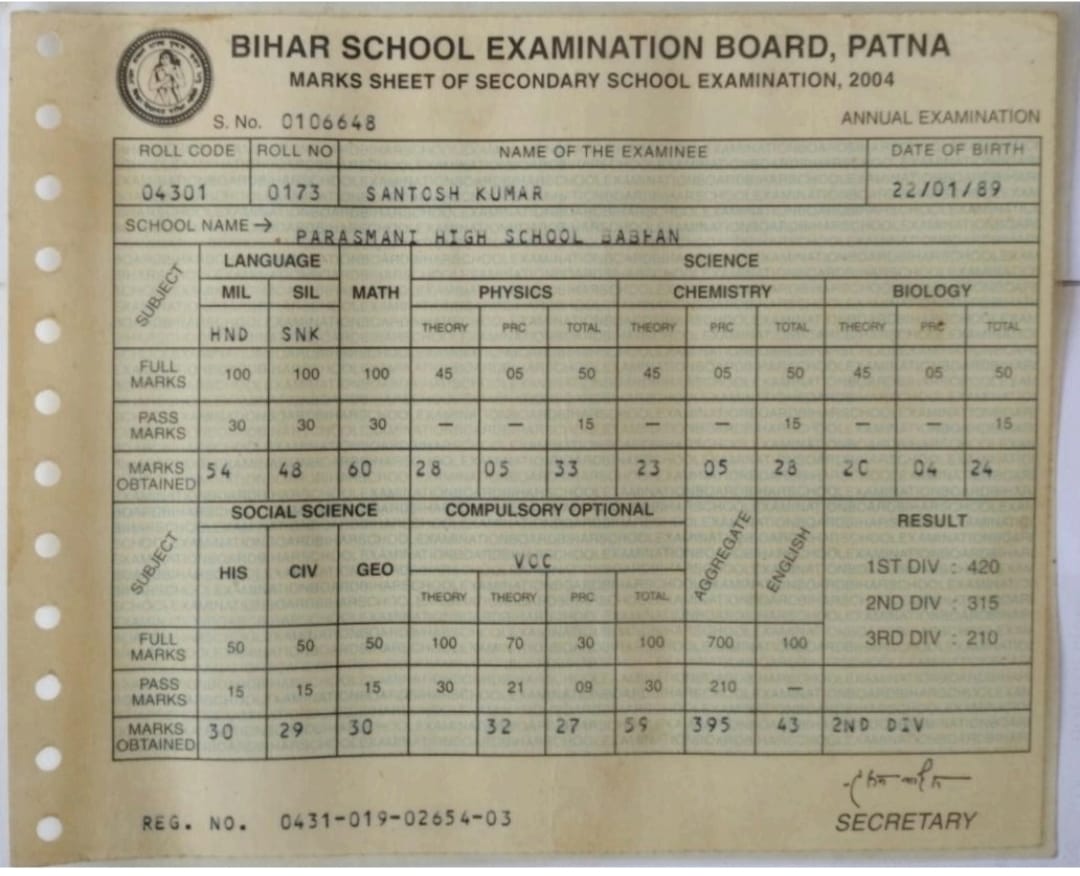 BIHAR SCHOOL EXAMINATION BOARD, PATNA
MARKS SHEET OF SECONDARY SCHOOL EXAMINATION, 2004
S. No. 0106648 ANNUAL EXAMINATION
ROLL CODE ROLL NO NAME OF THE EXAMINEE DATE OF BIRTH
04301 0173 SANTOSH KUMAR 22/01/89
SCHOOL NAME → PARASMANI HIGH SCHOOL
SUBJECT LANGUAGE MATH SCIENCE
MIL SIL PHYSICS CHEMISTRY BIOLOGY
HND SNK THEORY PRC TOTAL THEORY PRC TOTAL THEORY PRC TOTAL
FULL MARKS 100 100 100 45 05 50 45 05 50 45 05 50
PASS MARKS 30 30 30 — — 15 — — 15 — — 15
MARKS OBTAINED 54 48 60 28 05 33 23 05 28 20 04 24
SUBJECT SOCIAL SCIENCE COMPULSORY OPTIONAL AGGREGATE ENGLISH RESULT
HIS CIV GEO VOC 1ST DIV : 420
THEORY THEORY PRC TOTAL 2ND DIV : 315
FULL MARKS 50 50 50 100 70 30 100 700 100 3RD DIV : 210
PASS MARKS 15 15 15 30 21 09 30 210 —
MARKS OBTAINED 30 29 30 32 27 59 395 43 2ND DIV
REG. NO. 0431-019-02654-03
SECRETARY